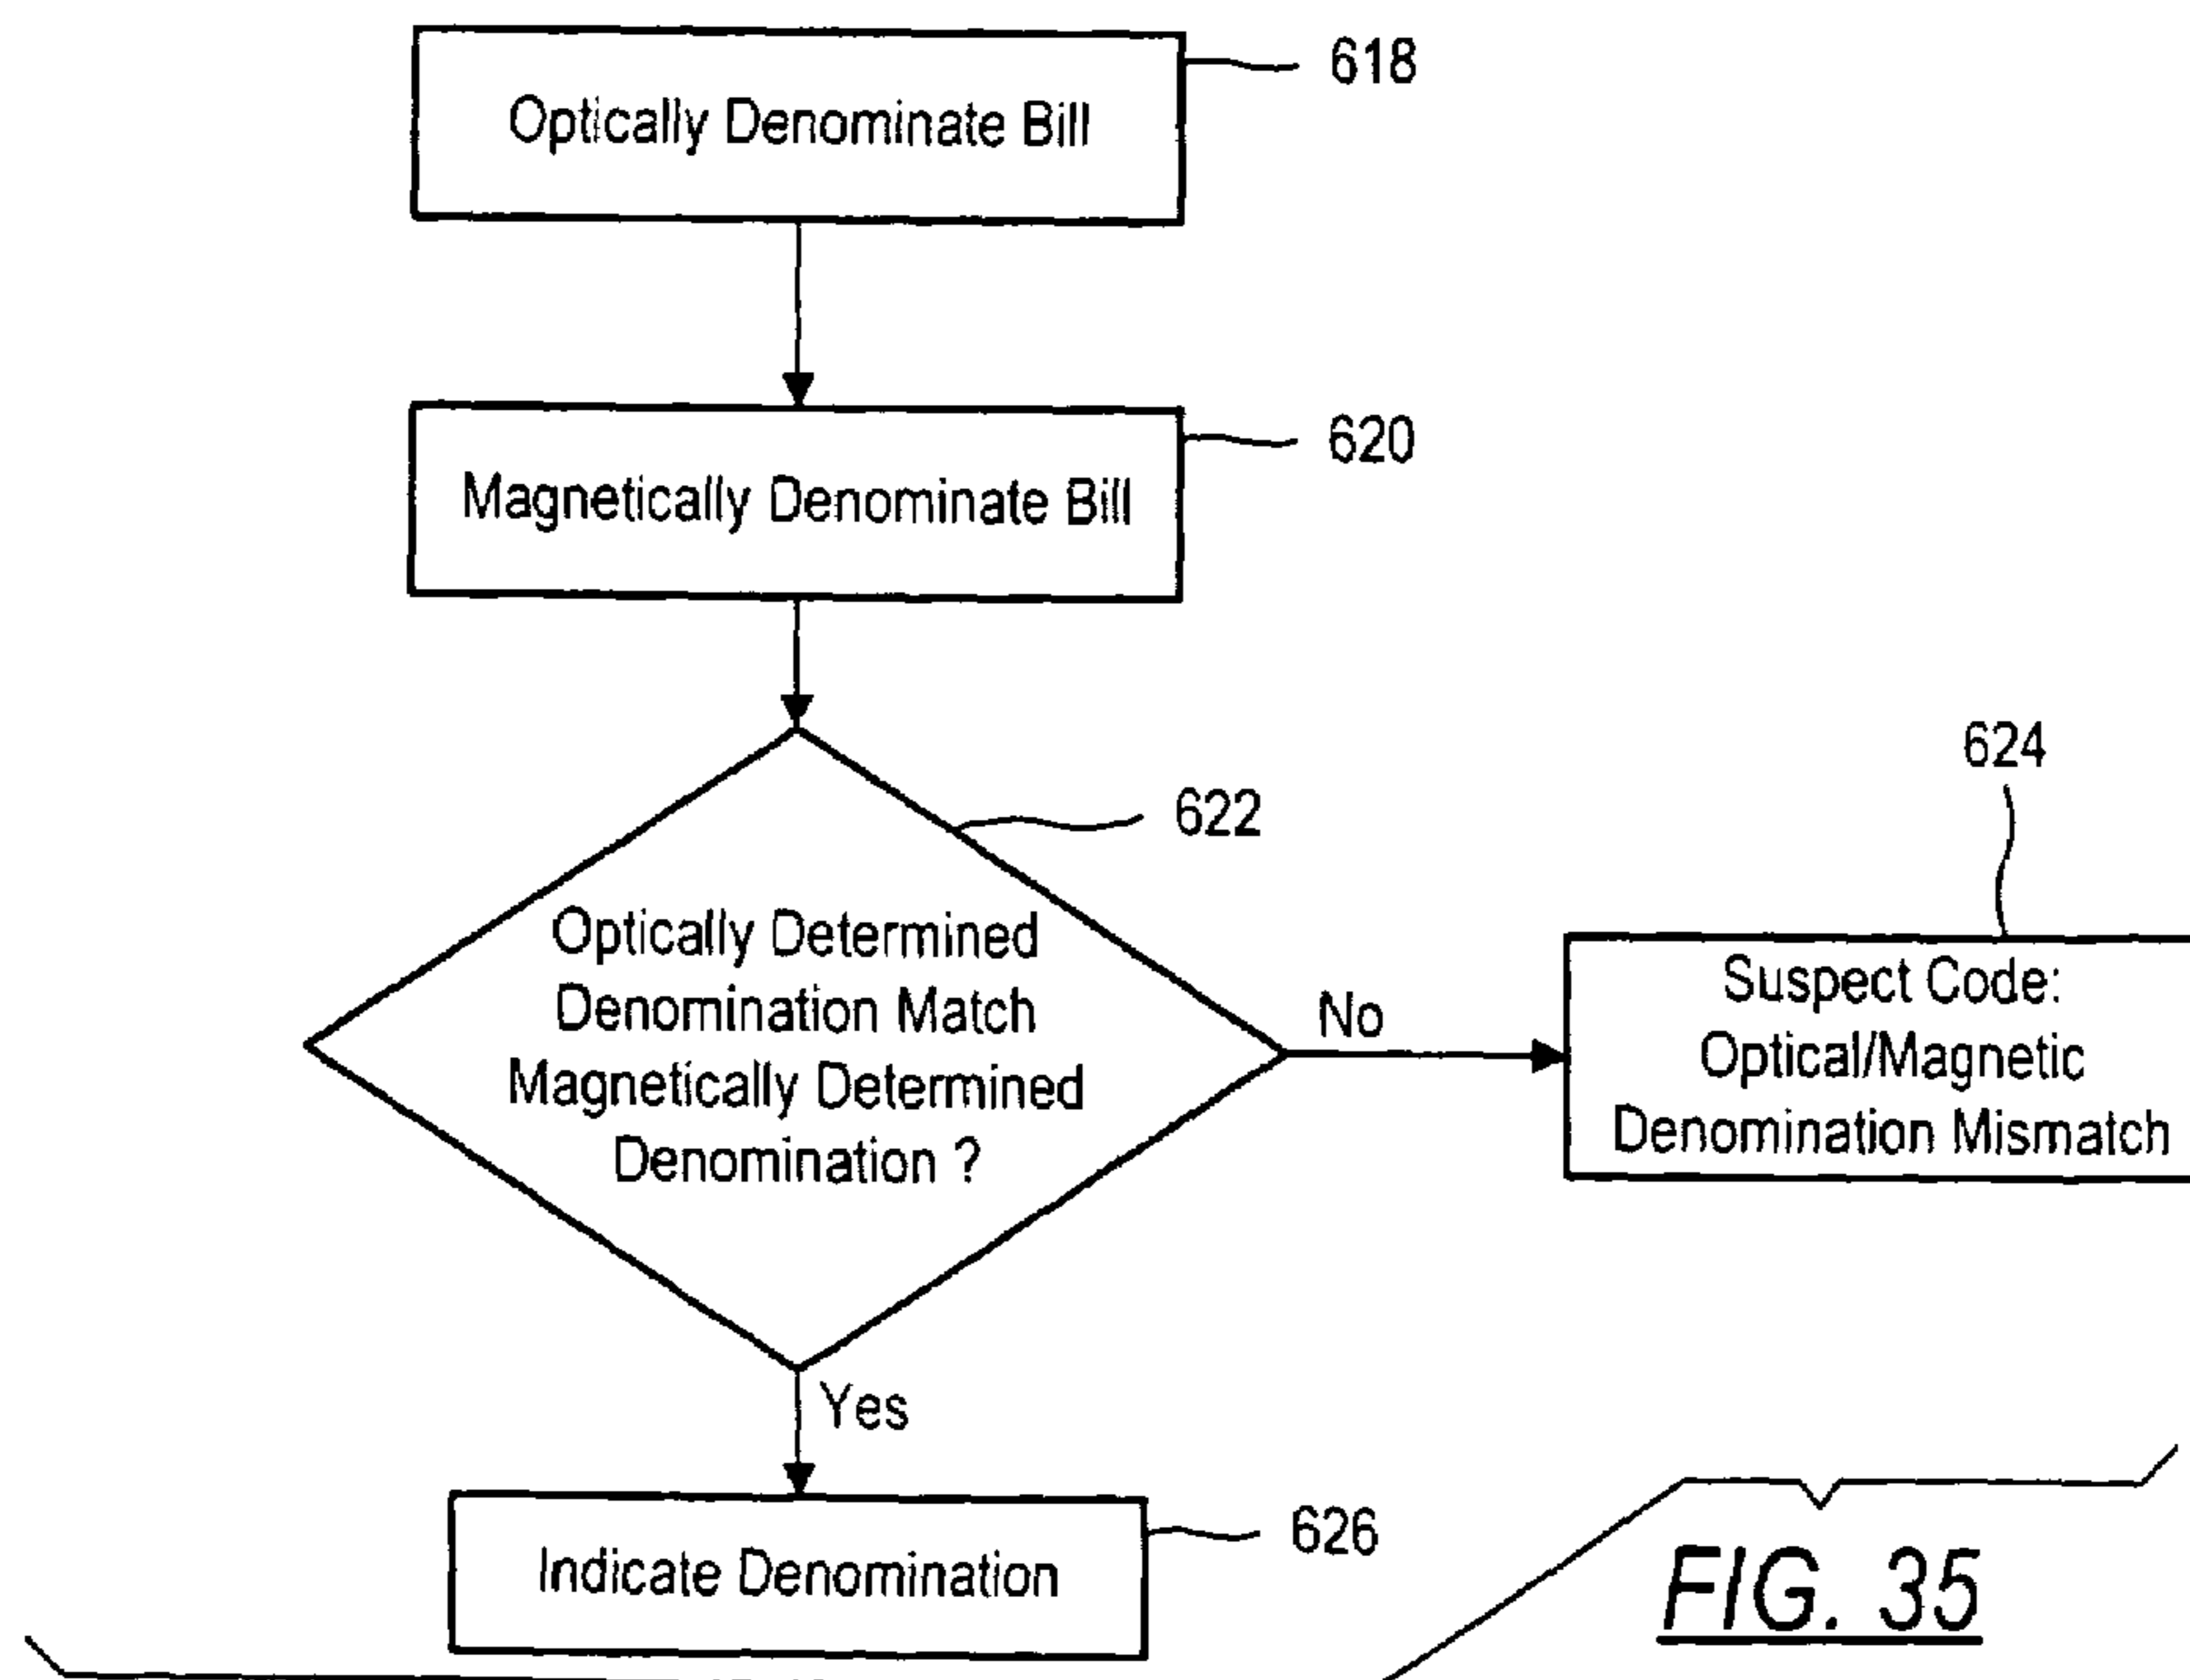 Optically Denominate Bill
618
Magnetically Denominate Bill
620
622
Optically Determined
Denomination Match
Magnetically Determined
Denomination ?
No
624
Suspect Code:
Optical/Magnetic
Denomination Mismatch
Yes
Indicate Denomination
626
FIG. 35